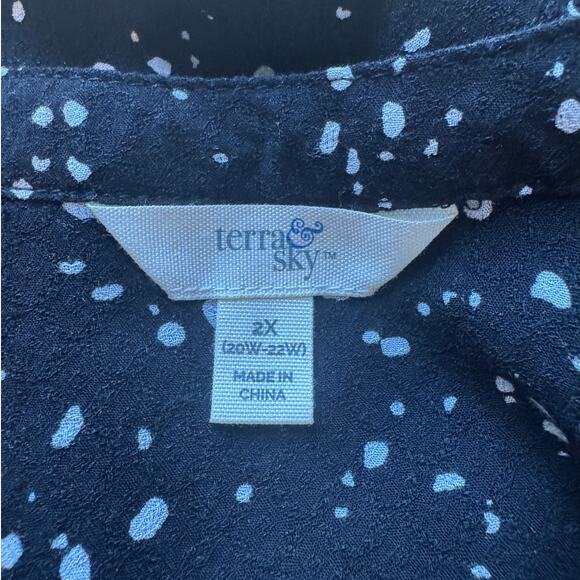 terra&
sky™
2X
(20W-22W)
MADE IN
CHINA